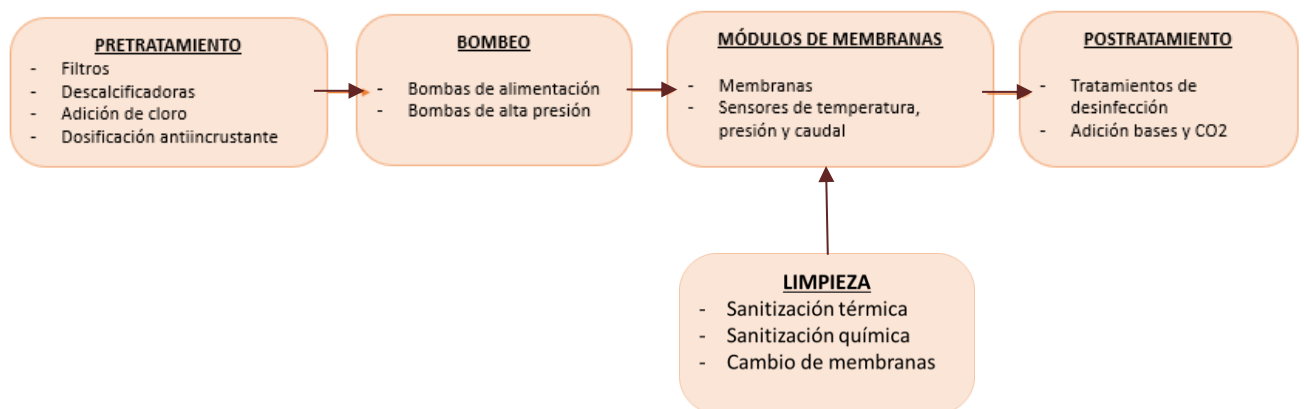 PRETRATAMIENTO
- Filtros
- Descalcificadoras
- Adición de cloro
- Dosificación antiincrustante
BOMBEO
- Bombas de alimentación
- Bombas de alta presión
MÓDULOS DE MEMBRANAS
- Membranas
- Sensores de temperatura,
presión y caudal
POSTRATAMIENTO
- Tratamientos de
desinfección
- Adición bases y CO2
LIMPIEZA
- Sanitización térmica
- Sanitización química
- Cambio de membranas